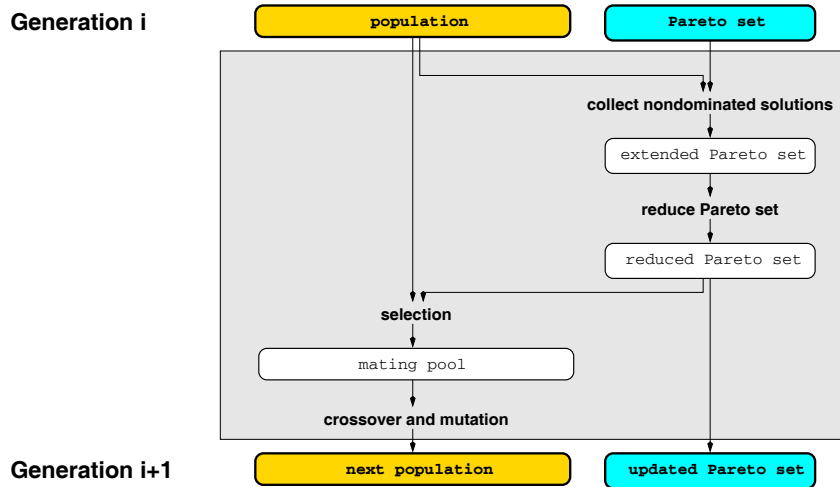 Generation i
population
Pareto set
collect nondominated solutions
extended Pareto set
reduce Pareto set
reduced Pareto set
selection
mating pool
crossover and mutation
Generation i+1
next population
updated Pareto set